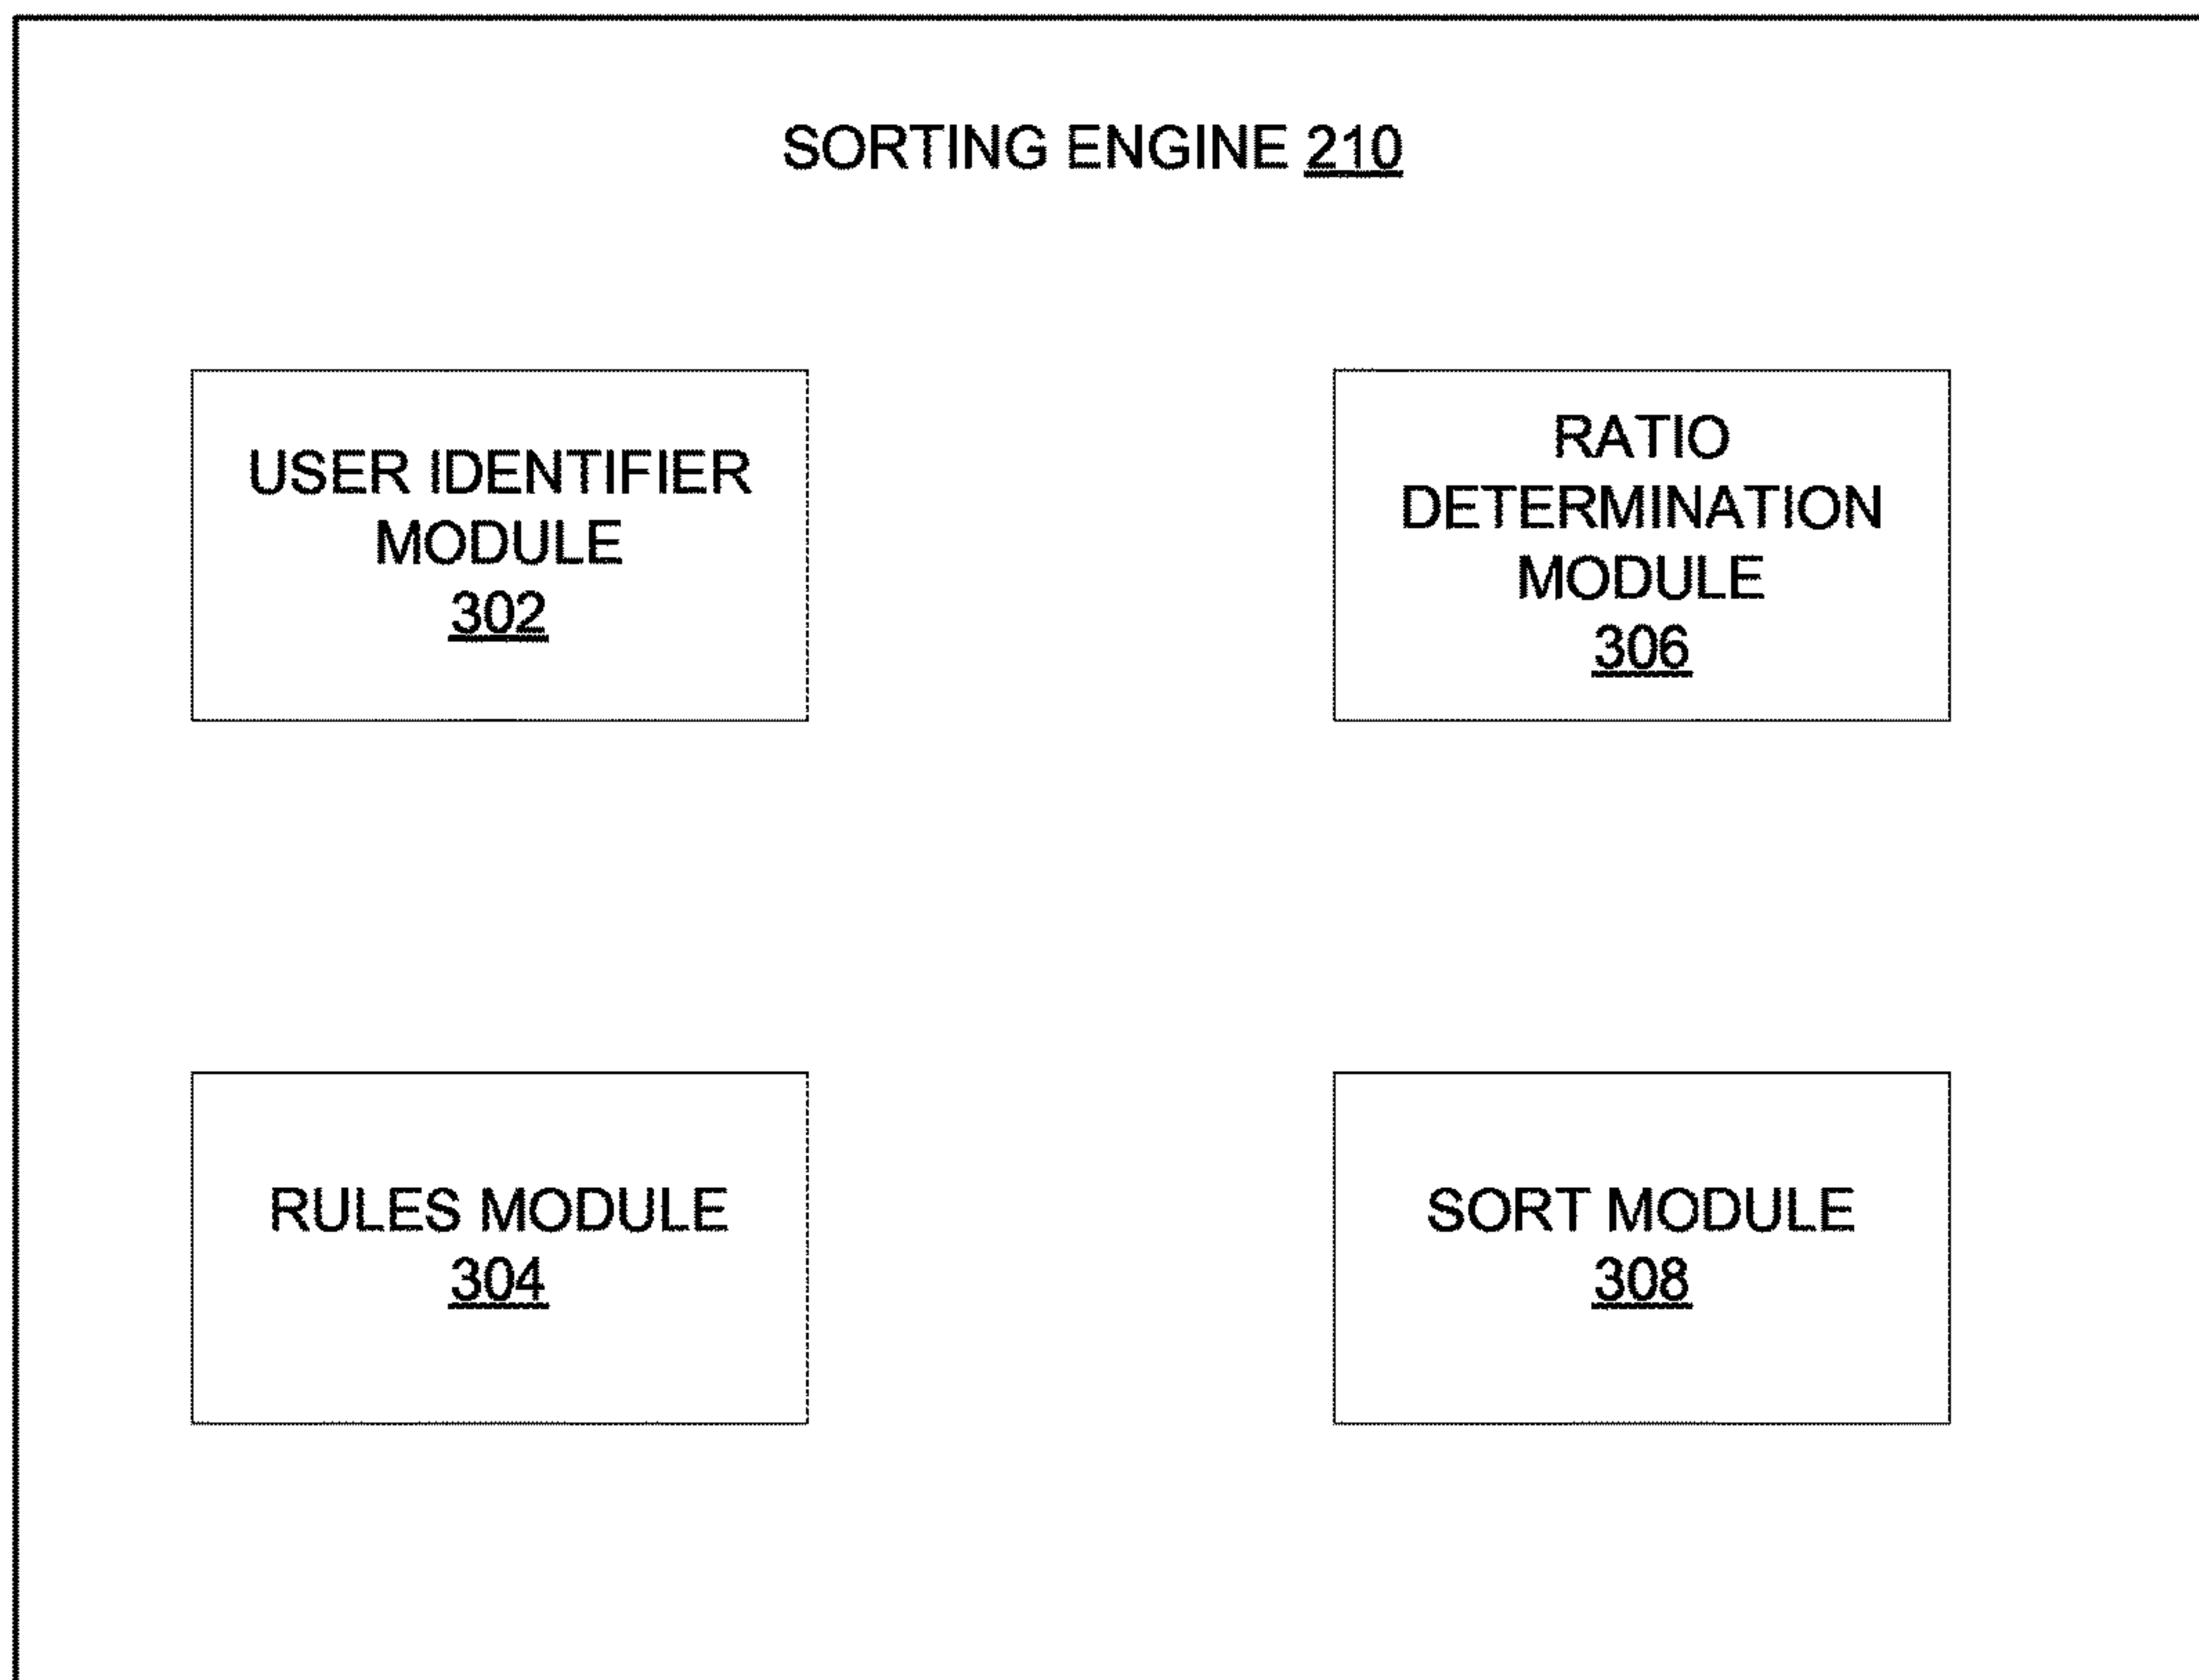 SORTING ENGINE 210
USER IDENTIFIER
MODULE
302
RATIO
DETERMINATION
MODULE
306
RULES MODULE
304
SORT MODULE
308